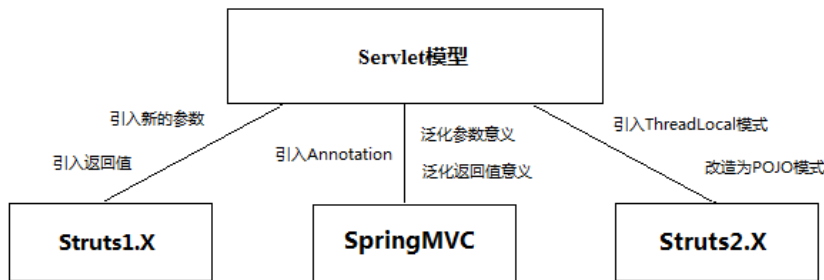 Servlet模型
引入新的参数
引入返回值
引入Annotation
泛化参数意义
泛化返回值意义
引入ThreadLocal模式
改造为POJO模式
Struts1.X
SpringMVC
Struts2.X